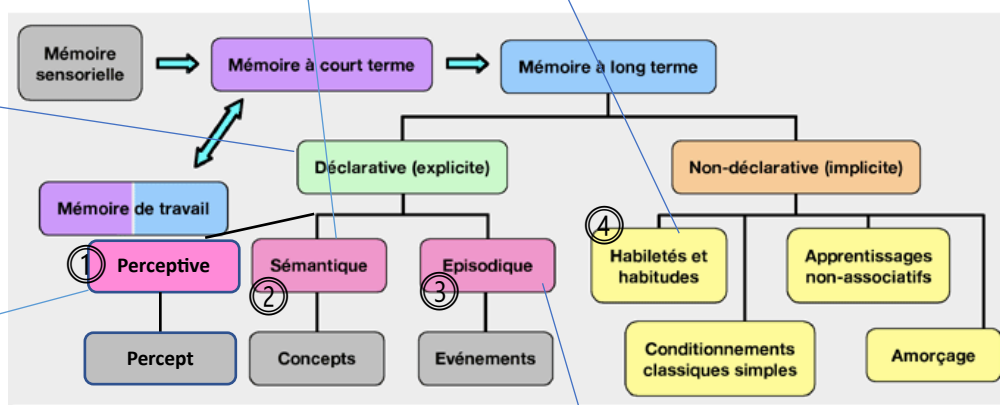 Mémoire
sensorielle
Mémoire à court terme
Mémoire à long terme
Déclarative (explicite)
Non-déclarative (implicite)
Mémoire de travail
1
Perceptive
Sémantique
2
Episodique
3
4
Habiletés et
habitudes
Apprentissages
non-associatifs
Percept
Concepts
Evénements
Conditionnements
classiques simples
Amorçage